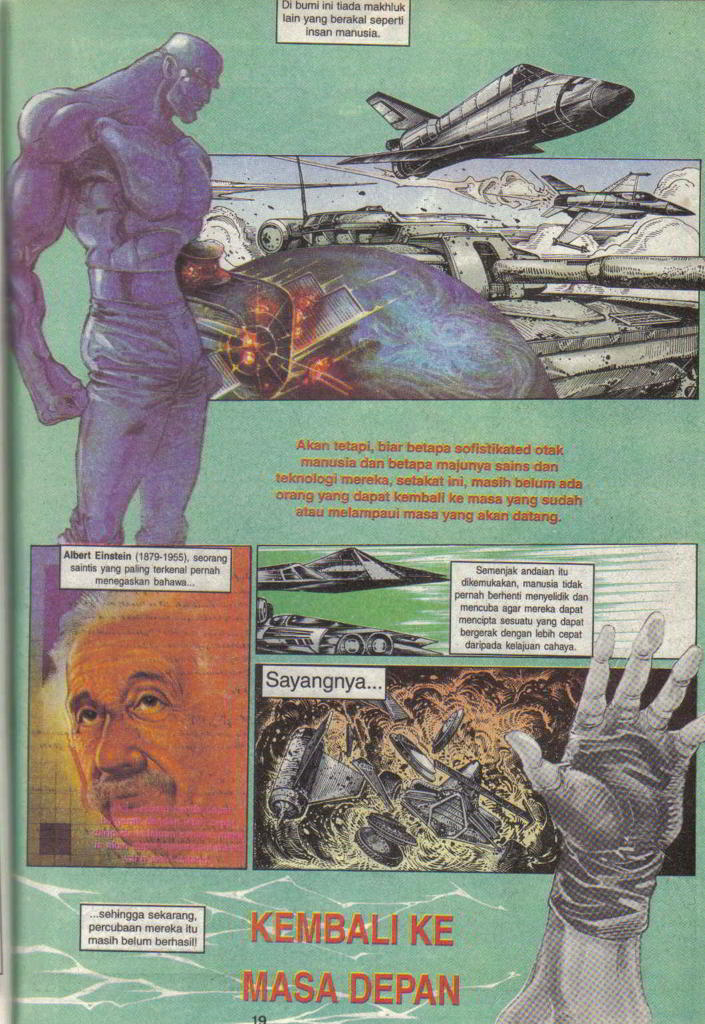 Di bumi ini tiada makhluk
lain yang berakal seperti
insan manusia.
Akan tetapi, biar betapa sofistikated otak
manusia dan betapa majunya sains dan
teknologi mereka, setakat ini, masih belum ada
orang yang dapat kembali ke masa yang sudah
atau melampaui masa yang akan datang.
Albert Einstein (1879-1955), seorang
saintis yang paling terkenal pernah
menegaskan bahawa...
Semenjak andaian itu
dikemukakan, manusia tidak
pernah berhenti menyelidik dan
mencuba agar mereka dapat
mencipta sesuatu yang dapat
bergerak dengan lebih cepat
daripada kelajuan cahaya.
Sayangnya...
...sehingga sekarang,
percubaan mereka itu
masih belum berhasil!
KEMBALI KE
MASA DEPAN
19